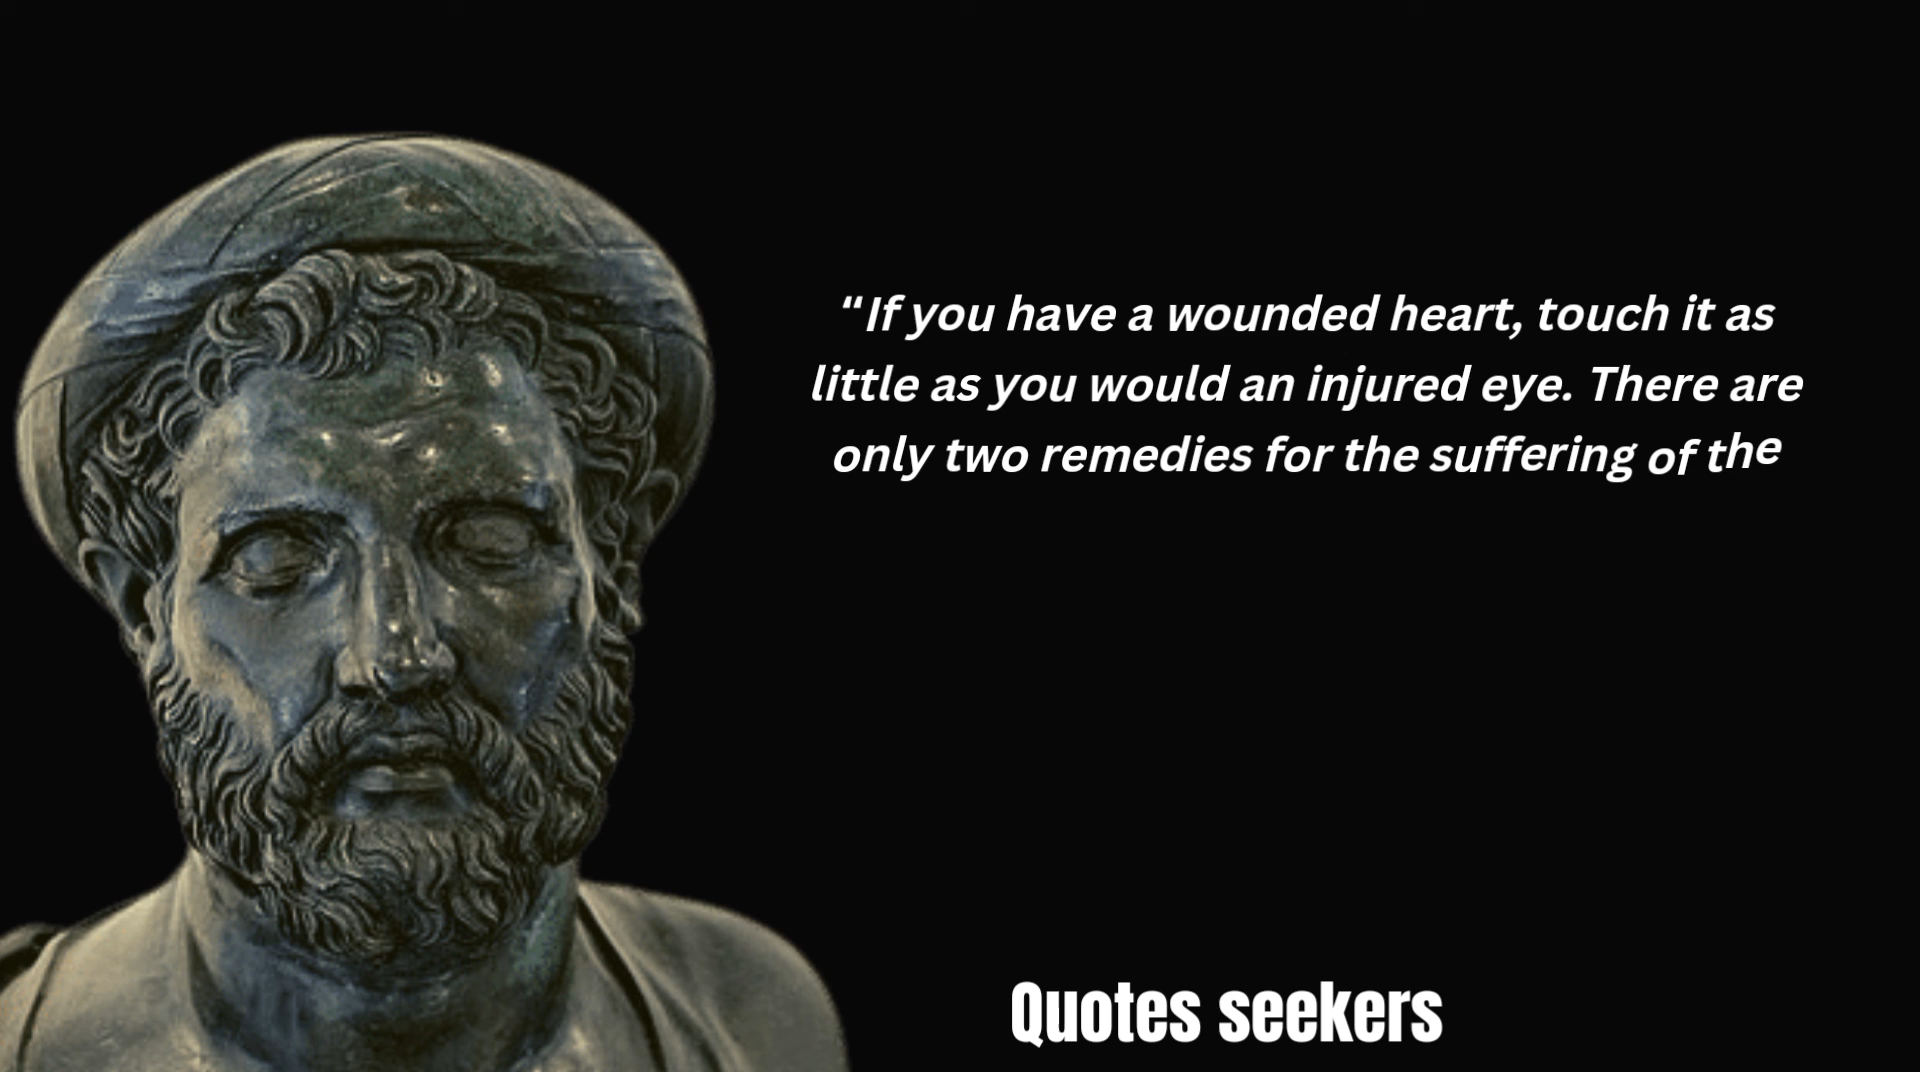 “If you have a wounded heart, touch it as
little as you would an injured eye. There are
only two remedies for the suffering of the
Quotes seekers